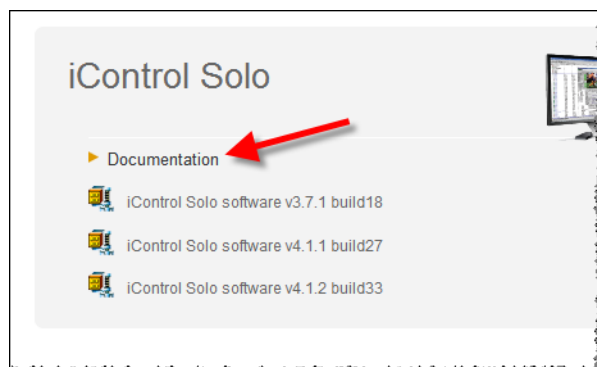 iControl Solo
Documentation
iControl Solo software v3.7.1 build18
iControl Solo software v4.1.1 build27
iControl Solo software v4.1.2 build33